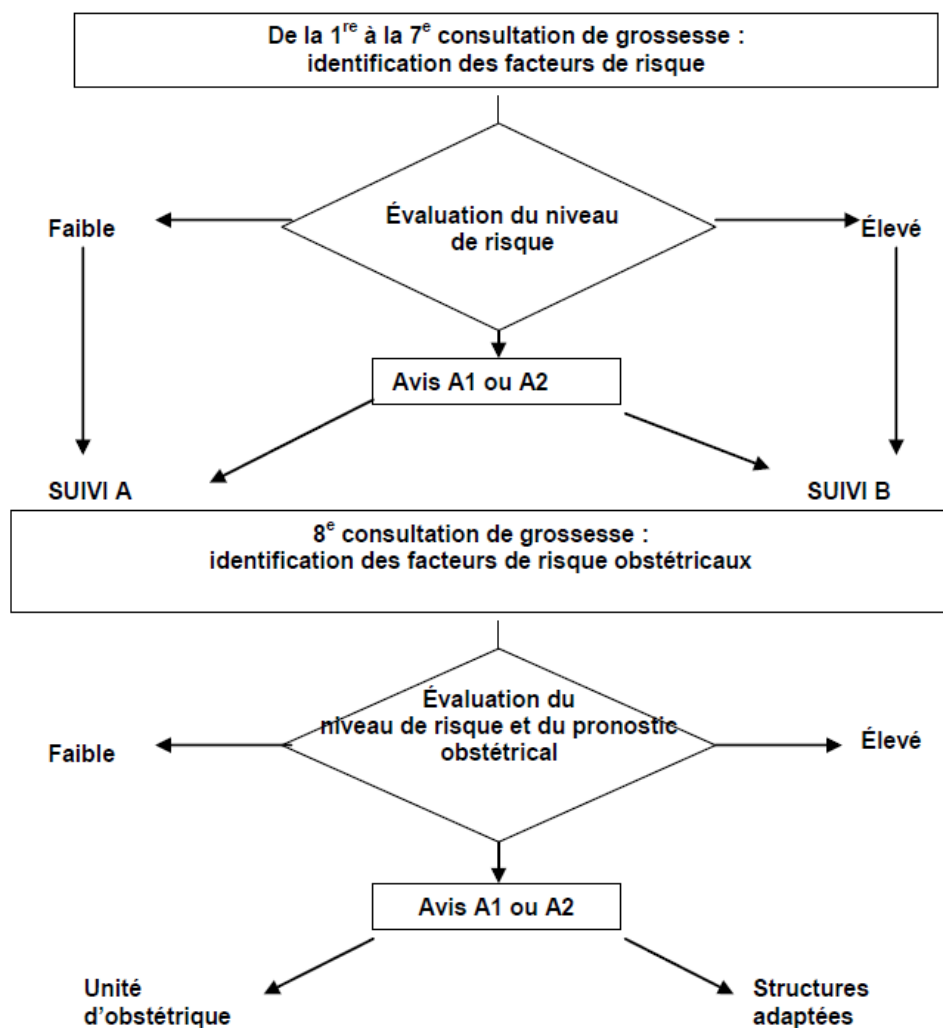 De la 1re à la 7e consultation de grossesse :
identification des facteurs de risque
Évaluation du niveau
de risque
Faible
Élevé
Avis A1 ou A2
SUIVI A
SUIVI B
8e consultation de grossesse :
identification des facteurs de risque obstétricaux
Évaluation du
niveau de risque et du pronostic
obstétrical
Faible
Élevé
Avis A1 ou A2
Unité
d'obstétrique
Structures
adaptées